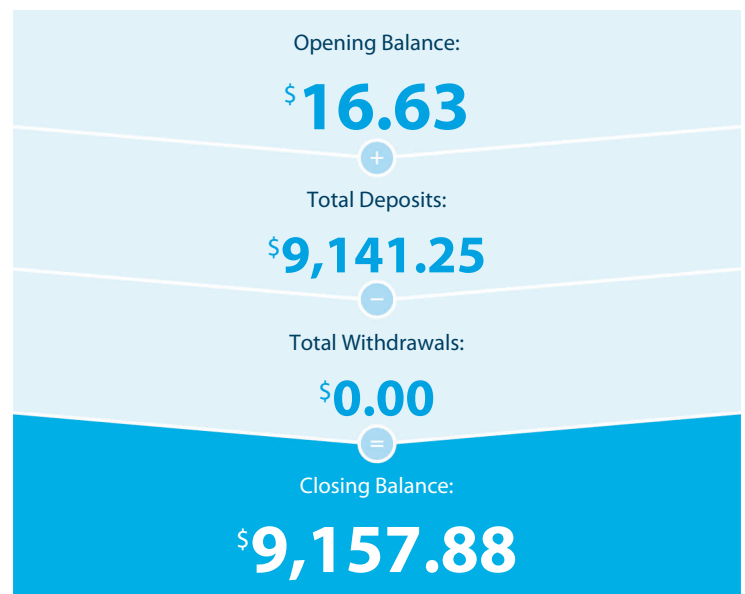 Opening Balance:
$16.63
+
Total Deposits:
$9,141.25
−
Total Withdrawals:
$0.00
=
Closing Balance:
$9,157.88